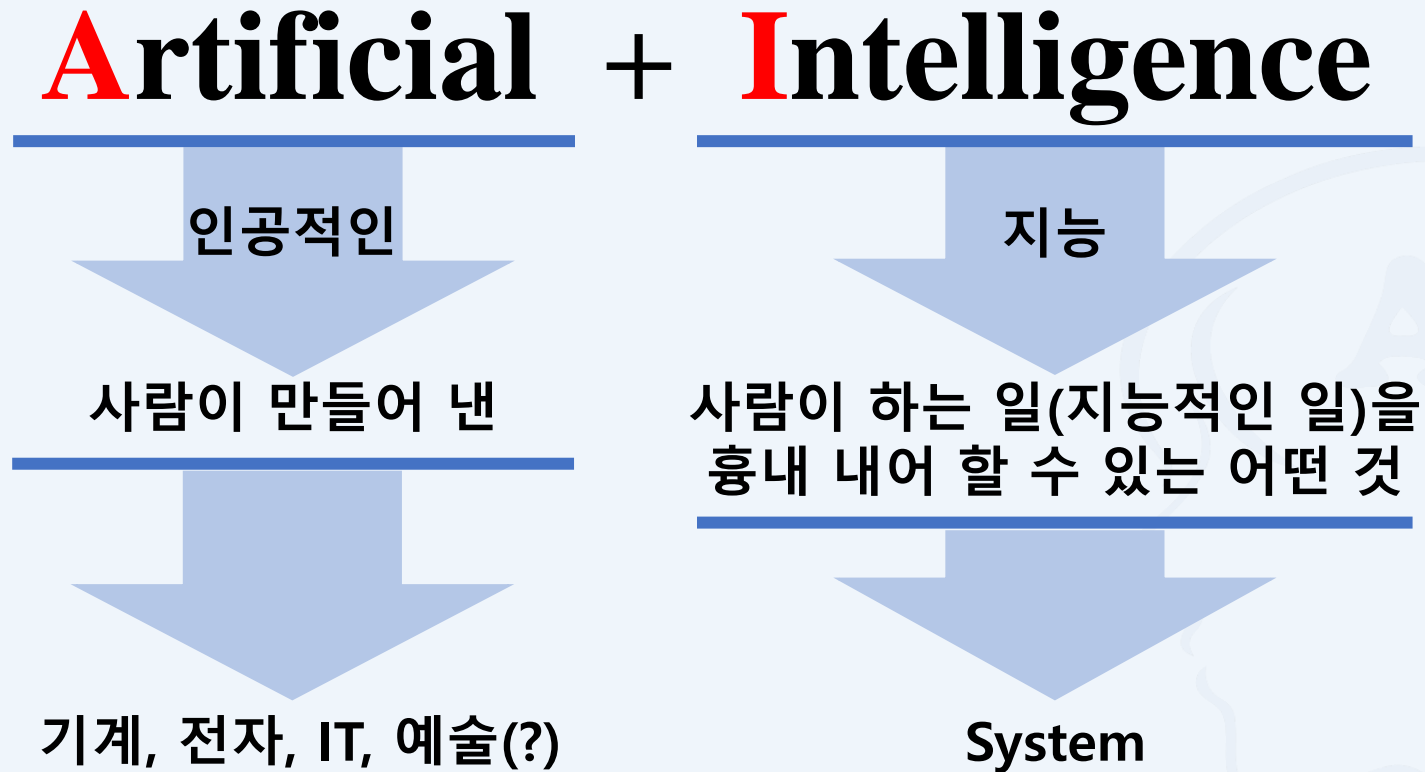 Artificial + Intelligence
인공적인
지능
사람이 만들어 낸
사람이 하는 일(지능적인 일)을
흉내 내어 할 수 있는 어떤 것
기계, 전자, IT, 예술(?)
System